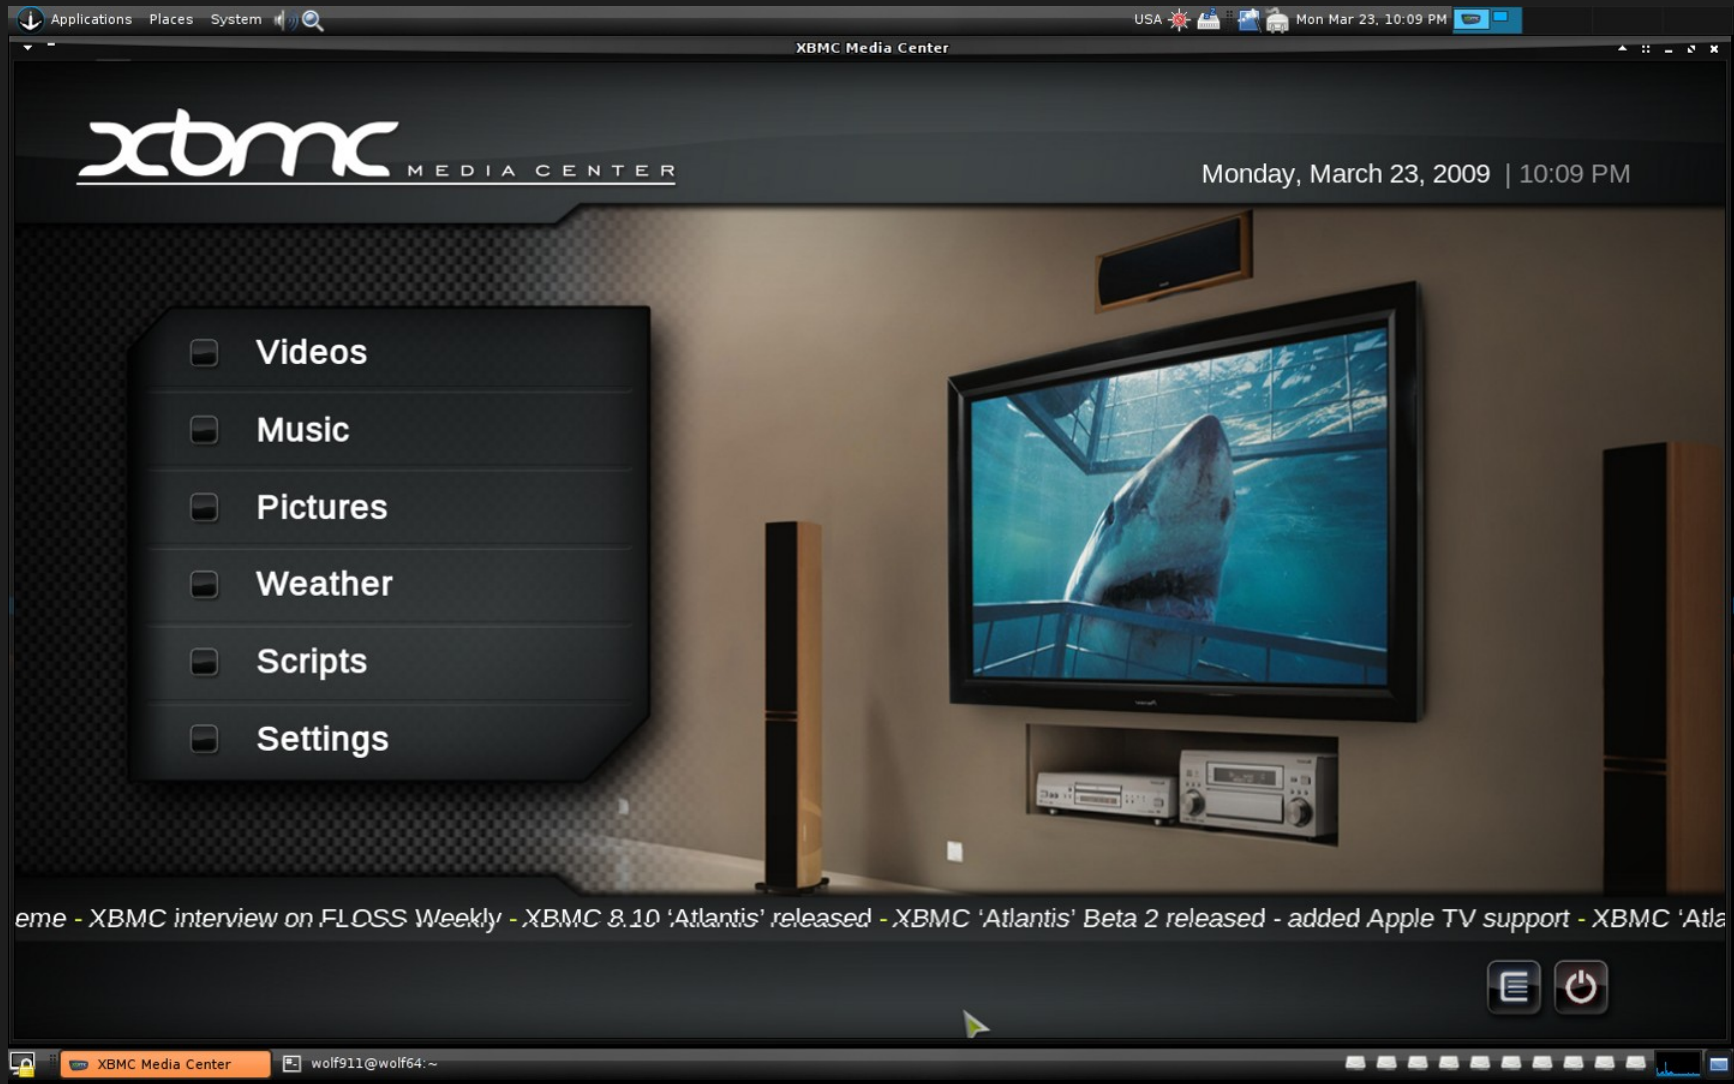 Applications Places System
USA Mon Mar 23, 10:09 PM
XBMC Media Center
xbmc MEDIA CENTER
Monday, March 23, 2009 | 10:09 PM
Videos
Music
Pictures
Weather
Scripts
Settings
eme - XBMC interview on FLOSS Weekly - XBMC 8.10 ‘Atlantis’ released - XBMC ‘Atlantis’ Beta 2 released - added Apple TV support - XBMC ‘Atla
XBMC Media Center
wolf911@wolf64:~